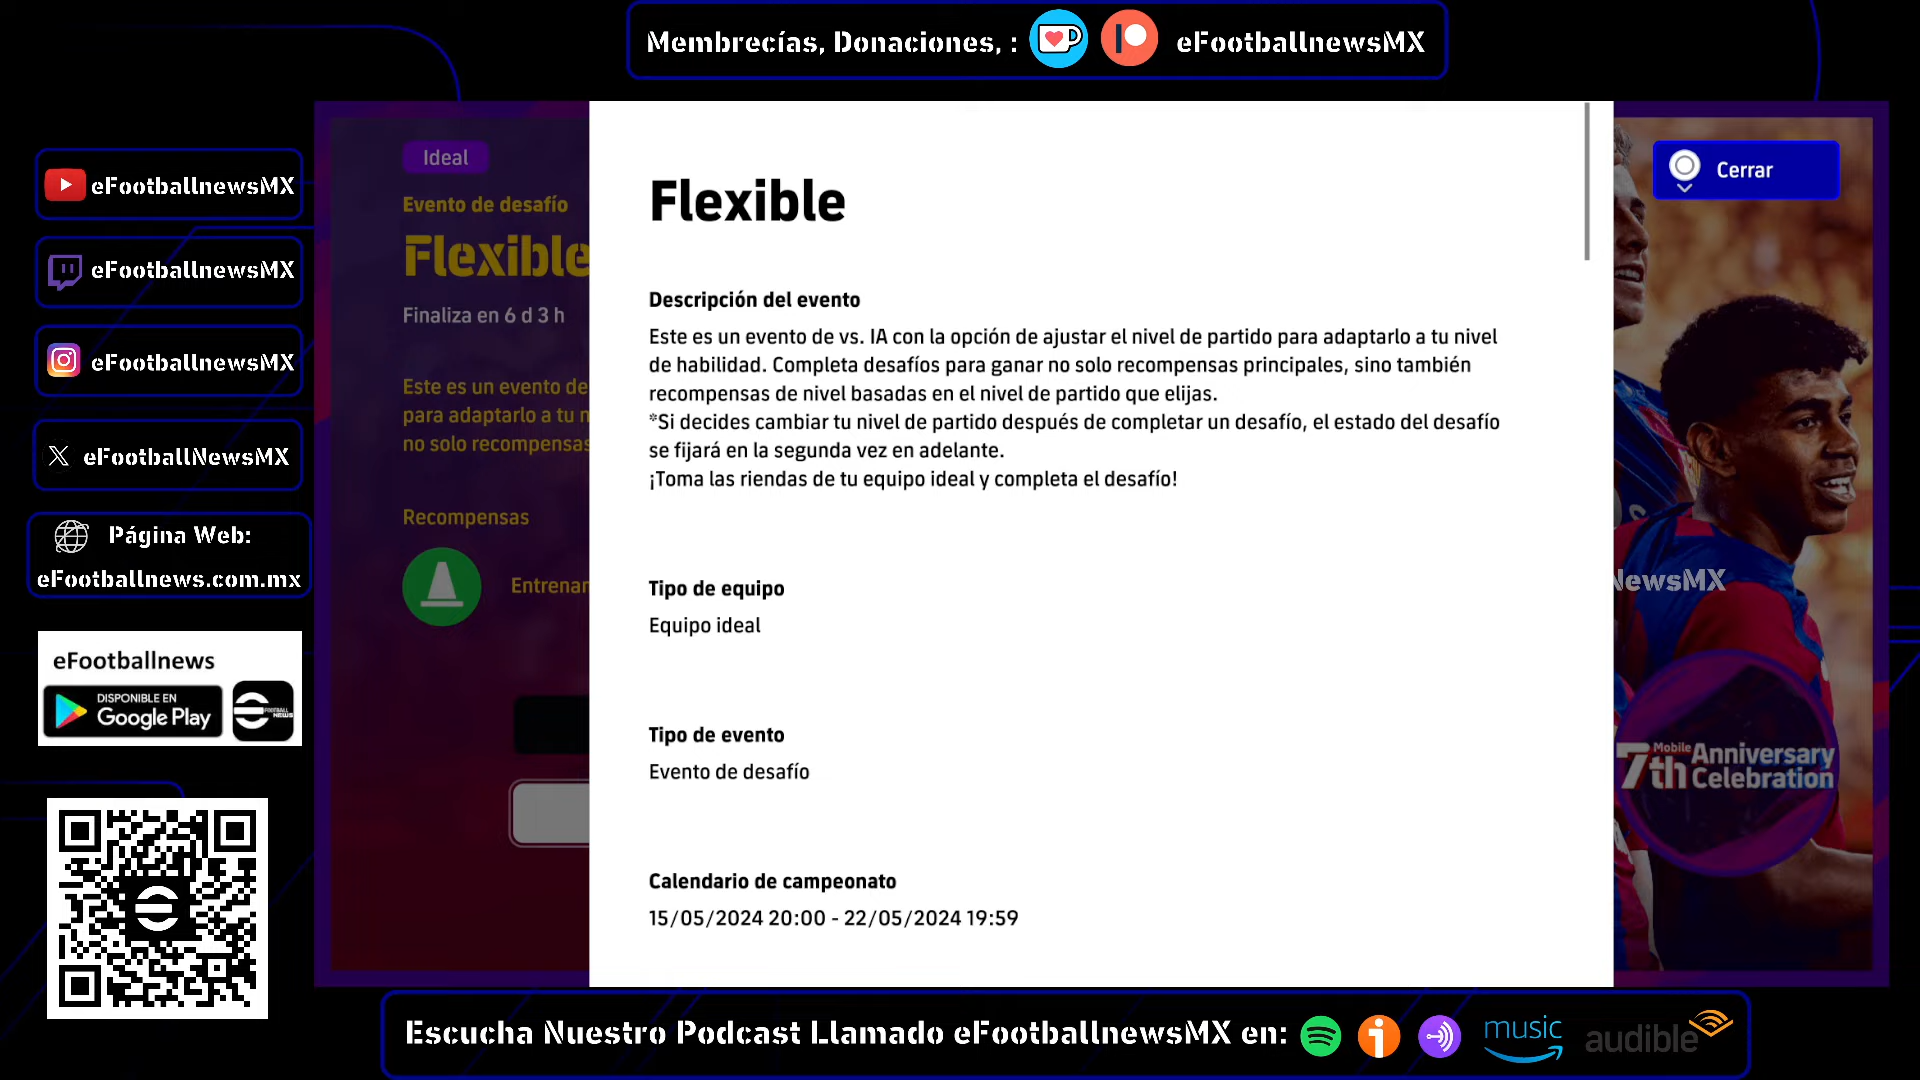 Membrecías, Donaciones, : eFootballnewsMX
eFootballnewsMX
eFootballnewsMX
eFootballnewsMX
eFootballNewsMX
Página Web:
eFootballnews.com.mx
eFootballnews
DISPONIBLE EN
Google Play
Ideal
Evento de desafío
Flexible
Finaliza en 6 d 3 h
Este es un evento de
para adaptarlo a tu n
no solo recompensas
Recompensas
Entrenar
Flexible
Descripción del evento
Este es un evento de vs. IA con la opción de ajustar el nivel de partido para adaptarlo a tu nivel
de habilidad. Completa desafíos para ganar no solo recompensas principales, sino también
recompensas de nivel basadas en el nivel de partido que elijas.
*Si decides cambiar tu nivel de partido después de completar un desafío, el estado del desafío
se fijará en la segunda vez en adelante.
¡Toma las riendas de tu equipo ideal y completa el desafío!
Tipo de equipo
Equipo ideal
Tipo de evento
Evento de desafío
Calendario de campeonato
15/05/2024 20:00 - 22/05/2024 19:59
Cerrar
NewsMX
Mobile
7th Anniversary
Celebration
Escucha Nuestro Podcast Llamado eFootballnewsMX en: music audible